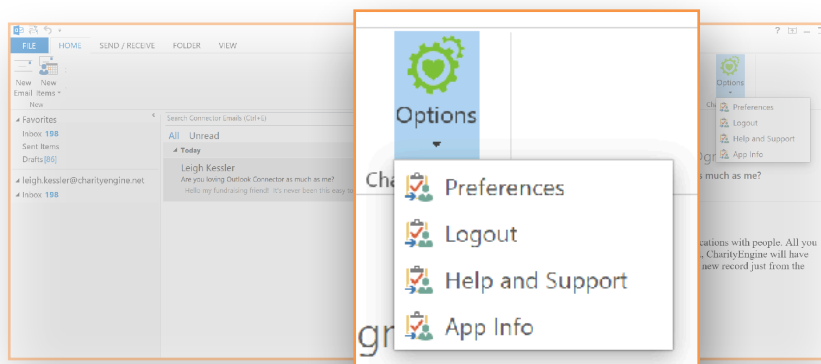 FILE HOME SEND / RECEIVE FOLDER VIEW
New Email
New Items
New
Favorites
Inbox 198
Sent Items
Drafts [86]
leigh.kessler@charityengine.net
Inbox 198
Search Connector Emails (Ctrl+E)
All Unread
Today
Leigh Kessler
Are you loving Outlook Connector as much as me?
Hello my fundraising friend! It's never been this easy to
Options
Cha
Preferences
Logout
Help and Support
App Info
Options
Preferences
Logout
Help and Support
App Info
s much as me?
cations with people. All you
., CharityEngine will have
new record just from the